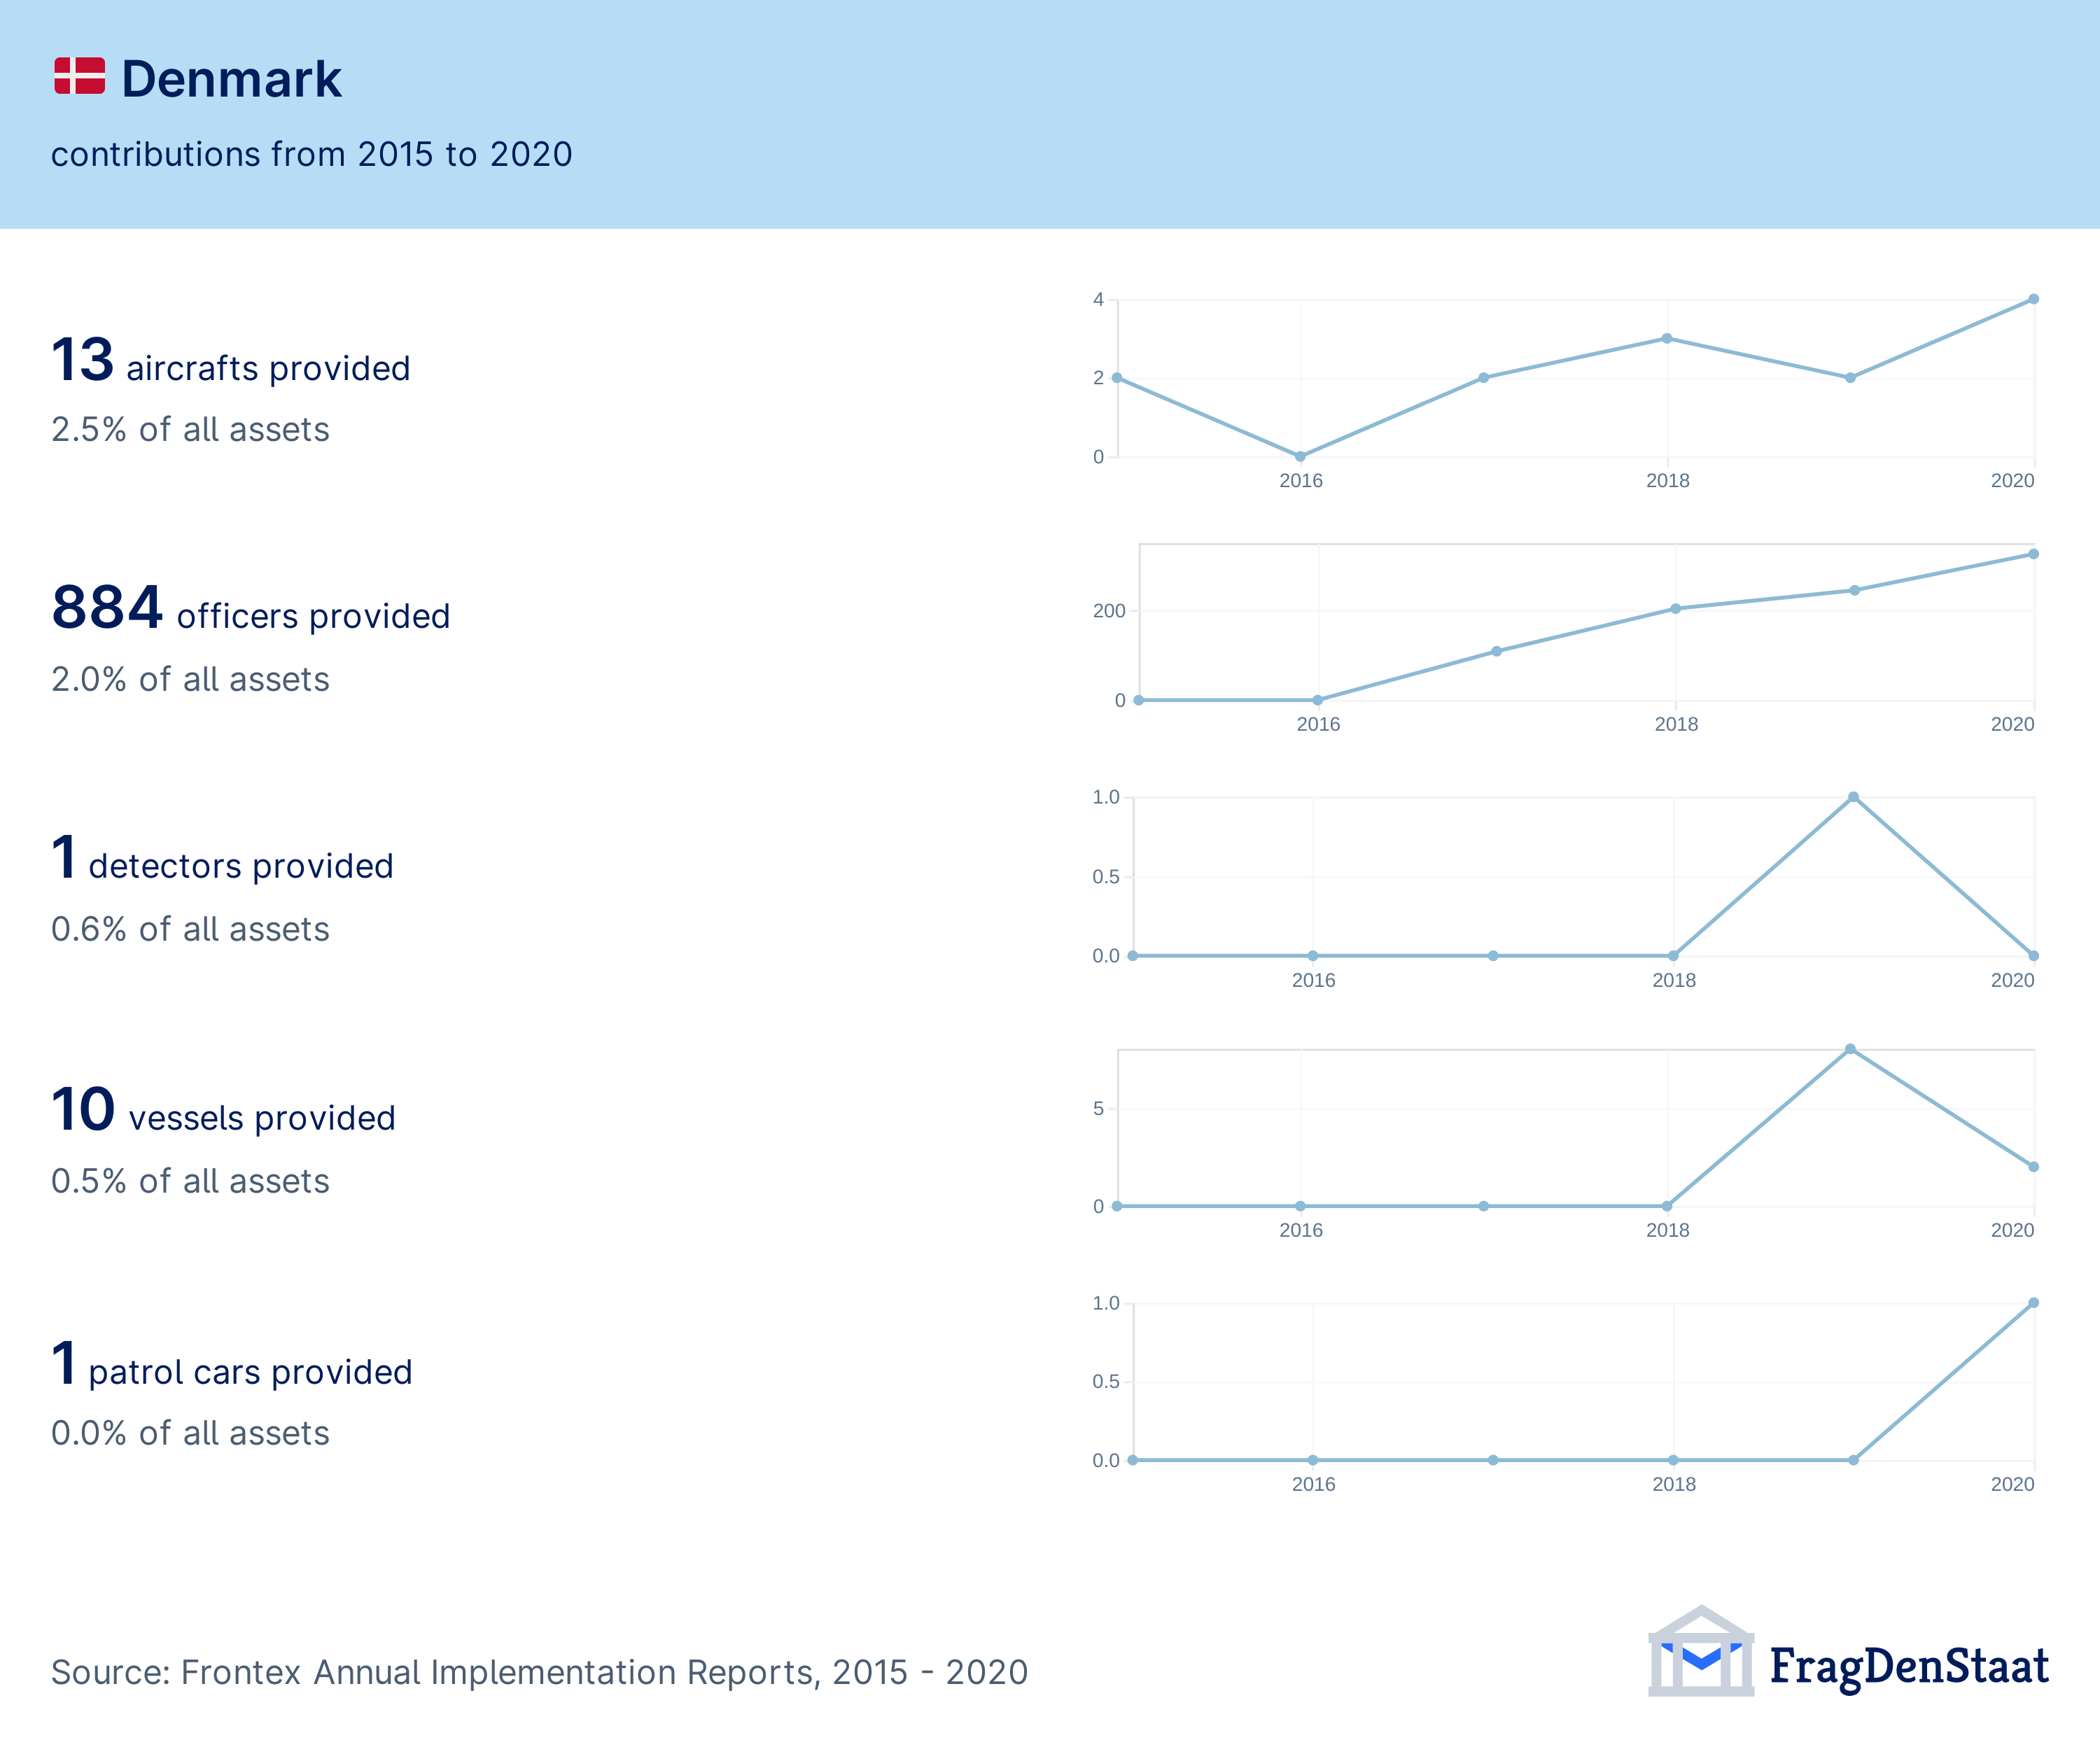 Denmark
contributions from 2015 to 2020
13 aircrafts provided
2.5% of all assets
4
2
0
2016 2018 2020
884 officers provided
2.0% of all assets
200
0
2016 2018 2020
1 detectors provided
0.6% of all assets
1.0
0.5
0.0
2016 2018 2020
10 vessels provided
0.5% of all assets
5
0
2016 2018 2020
1 patrol cars provided
0.0% of all assets
1.0
0.5
0.0
2016 2018 2020
Source: Frontex Annual Implementation Reports, 2015 - 2020
FragDenStaat